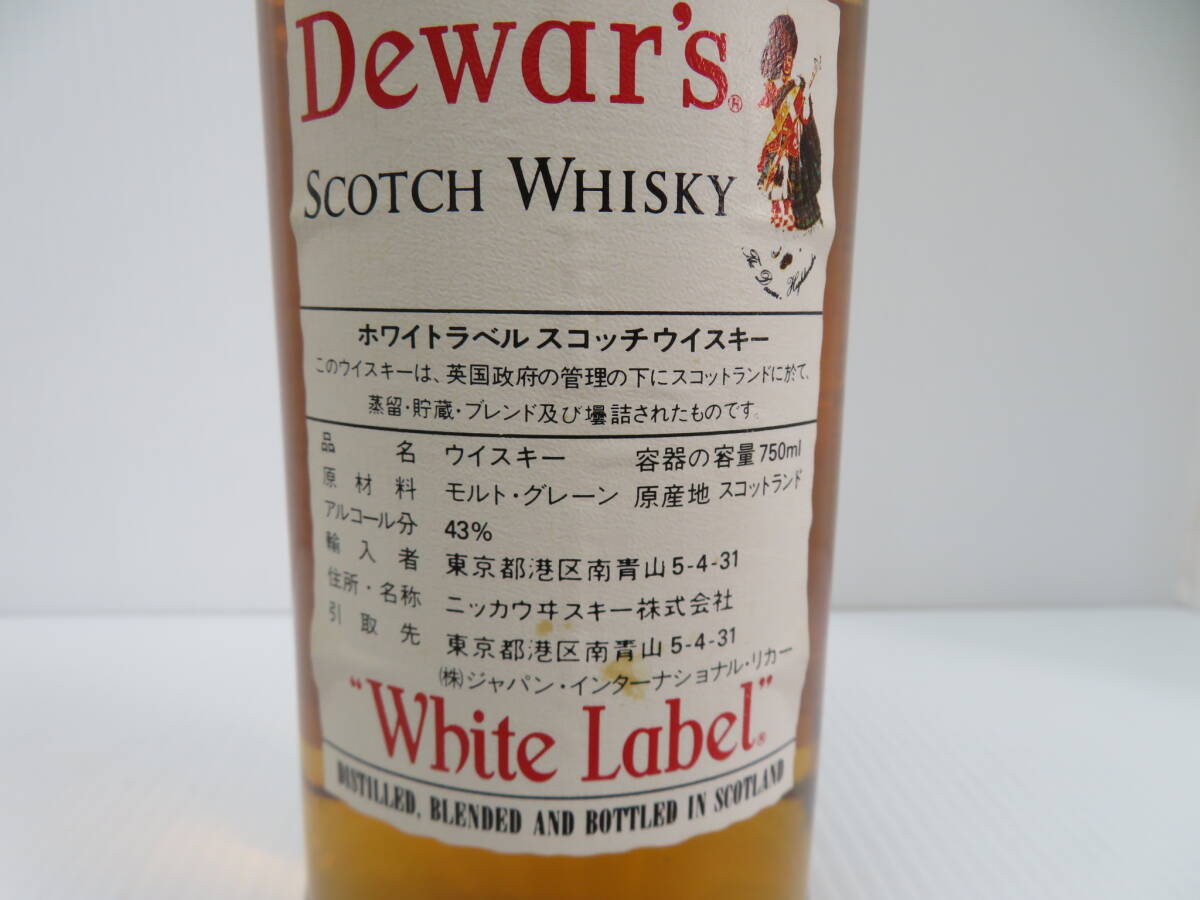 Dewar's®
SCOTCH WHISKY
The Dewar Highlander
ホワイトラベル スコッチウイスキー
このウイスキーは、英国政府の管理の下にスコットランドに於て、
蒸留・貯蔵・ブレンド及び壜詰されたものです。
品名 ウイスキー 容器の容量 750ml
原材料 モルト・グレーン 原産地 スコットランド
アルコール分 43%
輸入者 東京都港区南青山5-4-31
住所・名称 ニッカウヰスキー株式会社
引取先 東京都港区南青山5-4-31
㈱ジャパン・インターナショナル・リカー
"White Label"®
DISTILLED, BLENDED AND BOTTLED IN SCOTLAND